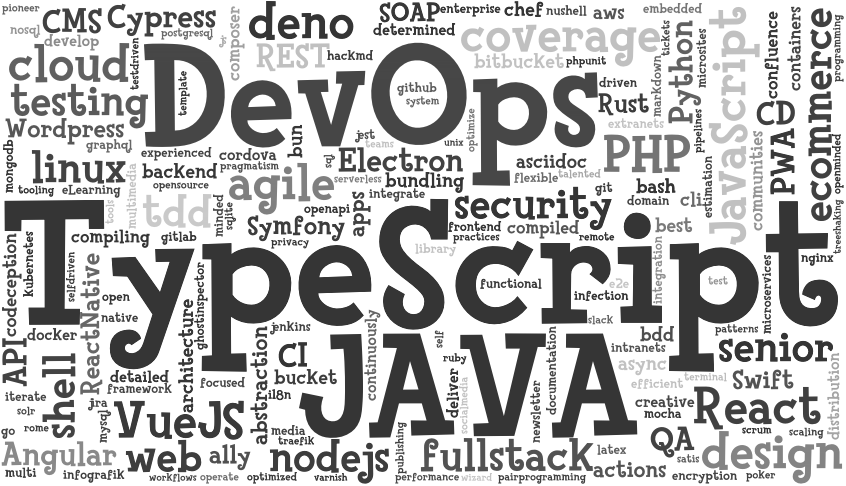 pioneer
CMS
Cypress
deno
SOAP
enterprise
chef
nushell
aws
embedded
nosql
develop
postgresql
composer
REST
hackmd
determined
coverage
tickets
Python
microsites
JavaScript
confluence
containers
ecommerce
programming
cloud
testdriven
template
DevOps
github
system
bitbucket
phpunit
driven
markdown
testing
Rust
CD
Wordpress
graphql
extranets
pipelines
PWA
mongodb
linux
experienced
cordova
pragmatism
bun
jest
teams
unix
optimize
sql
Electron
asciidoc
PHP
communities
openminded
backend
opensource
serverless
bundling
flexible
talented
tooling
eLearning
multimedia
tools
tdd
minded
sqlite
agile
openapi
apps
integrate
git
bash
domain
cli
estimation
security
treeshaking
compiling
gitlab
Symfony
privacy
library
frontend
practices
compiled
remote
best
integration
microservices
nginx
codeception
kubernetes
selfdriven
TypeScript
functional
infection
e2e
test
open
native
ReactNative
ghostinspector
architecture
docker
API
shell
slack
patterns
jenkins
continuously
self
ruby
documentation
bdd
intranets
senior
CI
bucket
JAVA
async
efficient
terminal
Swift
distribution
detailed
framework
focused
abstraction
il8n
deliver
socialmedia
newsletter
creative
mocha
React
iterate
solr
jra
mysql
VueJS
media
traefik
publishing
go
rome
QA
scrum
scaling
Angular
web
ally
nodejs
fullstack
latex
actions
satis
design
multi
infografik
workflows
operate
optimized
varnish
performance
wizard
pairprogramming
encryption
poker